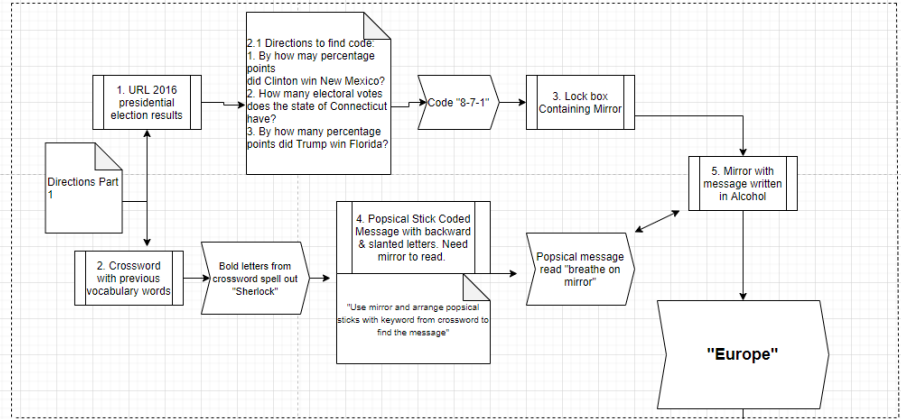 2.1 Directions to find code:
1. By how may percentage
points
did Clinton win New Mexico?
2. How many electoral votes
does the state of Connecticut
have?
3. By how many percentage
points did Trump win Florida?
1. URL 2016
presidential
election results
Code "8-7-1"
3. Lock box
Containing Mirror
Directions Part
1
5. Mirror with
message written
in Alcohol
2. Crossword
with previous
vocabulary words
Bold letters from
crossword spell out
"Sherlock"
4. Popsical Stick Coded
Message with backward
& slanted letters. Need
mirror to read.
"Use mirror and arrange popsical
sticks with keyword from crossword to
find the message"
Popsical message
read "breathe on
mirror"
"Europe"